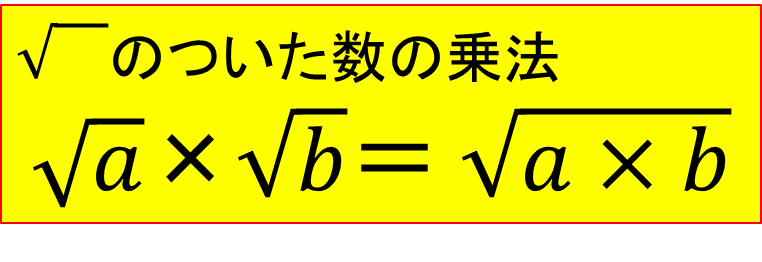 √ のついた数の乗法
√a × √b = √(a × b)